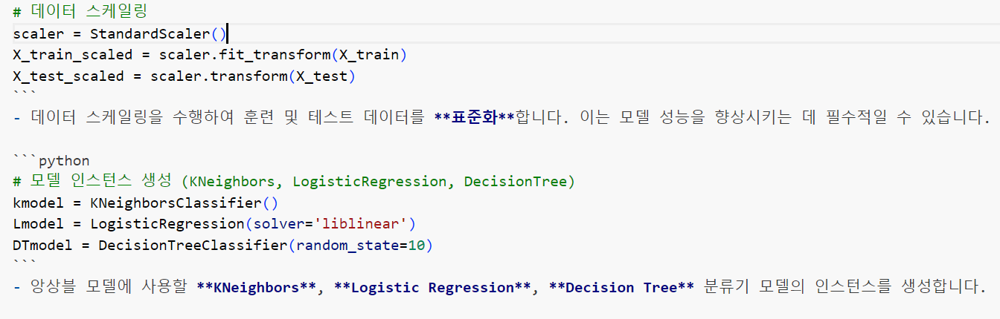 # 데이터 스케일링
scaler = StandardScaler()
X_train_scaled = scaler.fit_transform(X_train)
X_test_scaled = scaler.transform(X_test)
```
- 데이터 스케일링을 수행하여 훈련 및 테스트 데이터를 **표준화**합니다. 이는 모델 성능을 향상시키는 데 필수적일 수 있습니다.
```python
# 모델 인스턴스 생성 (KNeighbors, LogisticRegression, DecisionTree)
kmodel = KNeighborsClassifier()
Lmodel = LogisticRegression(solver='liblinear')
DTmodel = DecisionTreeClassifier(random_state=10)
```
- 앙상블 모델에 사용할 **KNeighbors**, **Logistic Regression**, **Decision Tree** 분류기 모델의 인스턴스를 생성합니다.